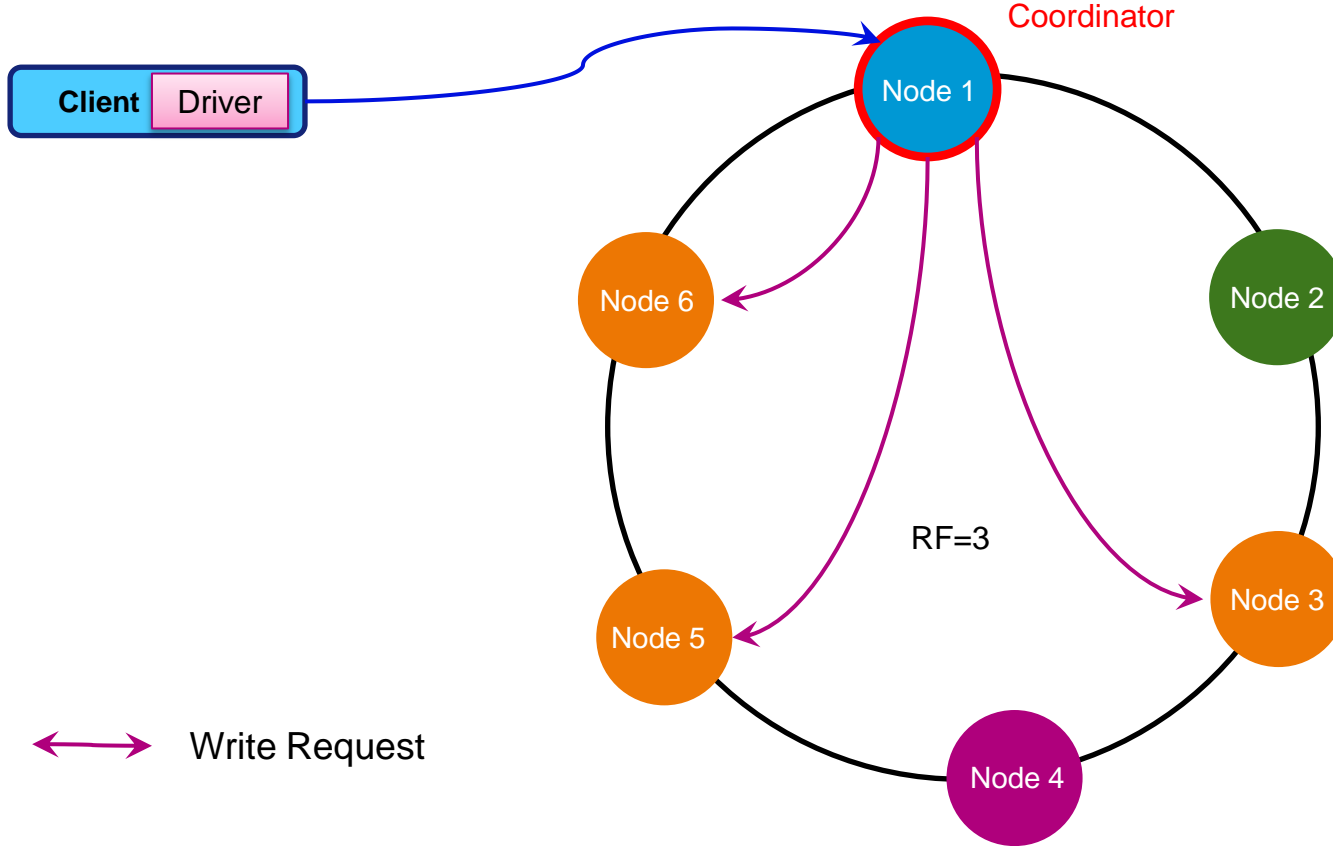 Coordinator
Client
Driver
Node 1
Node 6
Node 2
RF=3
Node 5
Node 3
Write Request
Node 4